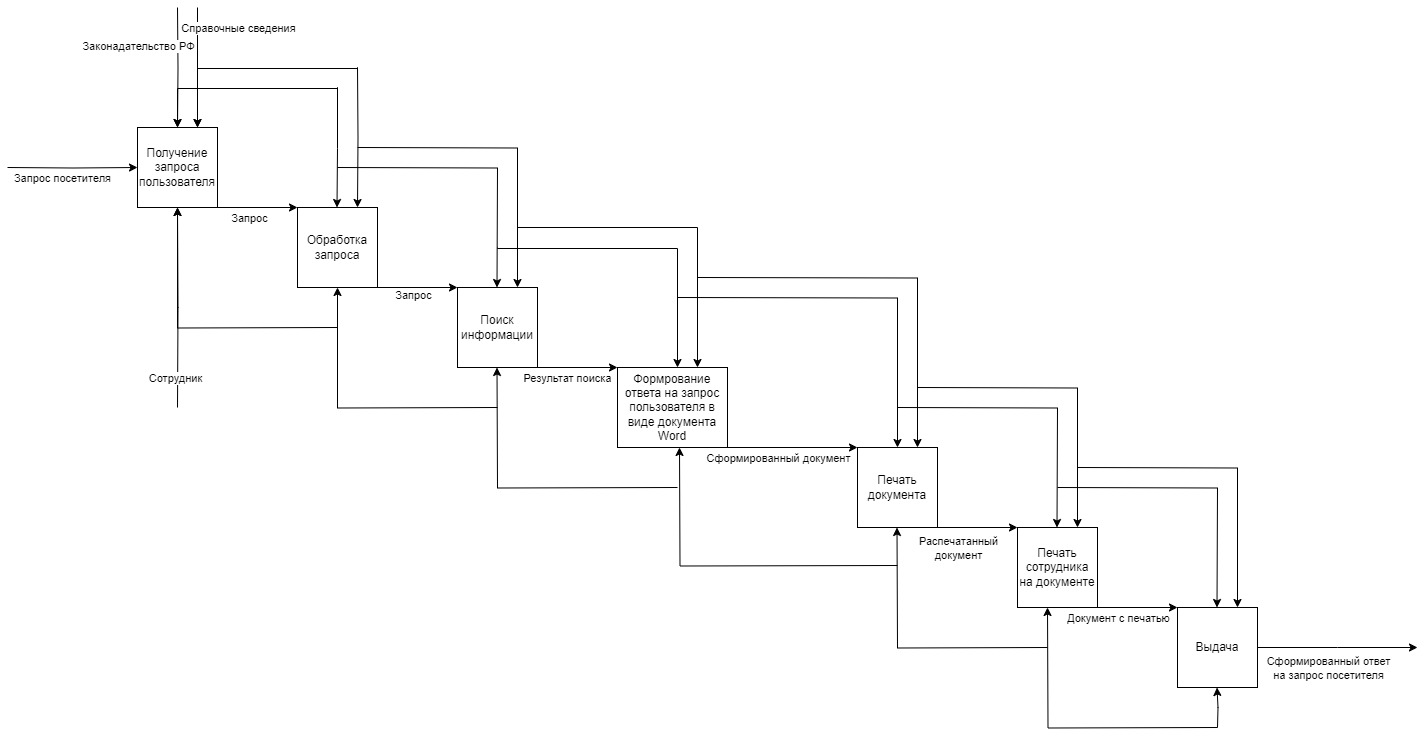 Справочные сведения
Законадательство РФ
Получение
запроса
пользователя
Запрос посетителя
Запрос
Обработка
запроса
Запрос
Поиск
информации
Сотрудник
Результат поиска
Формрование
ответа на запрос
пользователя в
виде документа
Word
Сформированный документ
Печать
документа
Распечатанный
документ
Печать
сотрудника
на документе
Документ с печатью
Выдача
Сформированный ответ
на запрос посетителя